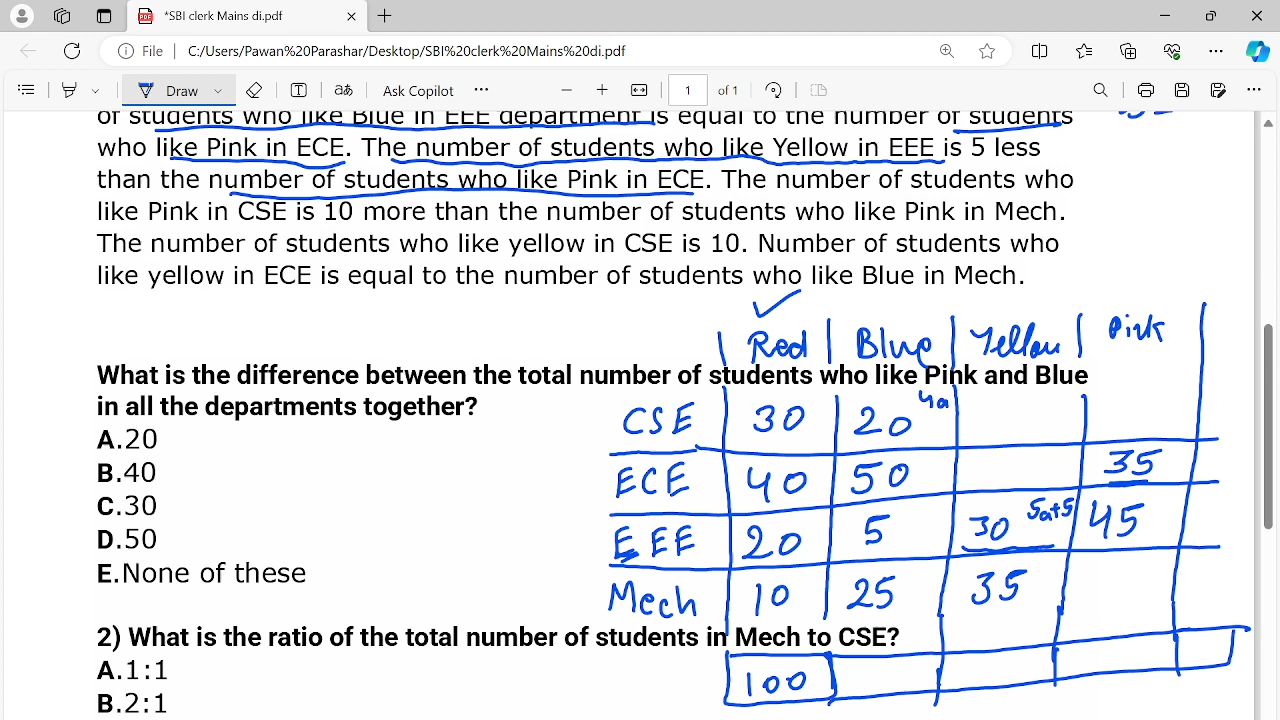 *SBI clerk Mains di.pdf
File C:/Users/Pawan%20Parashar/Desktop/SBI%20clerk%20Mains%20di.pdf
Draw Ask Copilot 1 of 1
of students who like Blue in EEE department is equal to the number of students
who like Pink in ECE. The number of students who like Yellow in EEE is 5 less
than the number of students who like Pink in ECE. The number of students who
like Pink in CSE is 10 more than the number of students who like Pink in Mech.
The number of students who like yellow in CSE is 10. Number of students who
like yellow in ECE is equal to the number of students who like Blue in Mech.
Red Blue Yellow Pink
What is the difference between the total number of students who like Pink and Blue
in all the departments together?
A.20
B.40
C.30
D.50
E.None of these
CSE 30 20 4a
ECE 40 50 35
EEE 20 5 30 5a+5 45
Mech 10 25 35
2) What is the ratio of the total number of students in Mech to CSE?
A.1:1
B.2:1
100